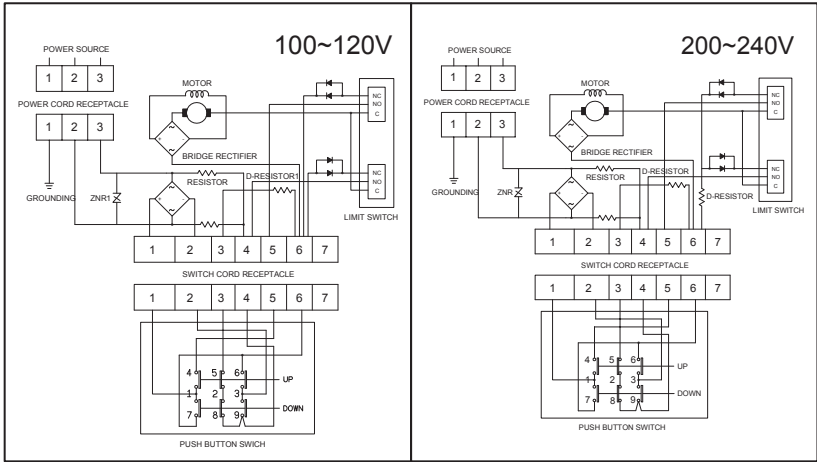 100~120V
POWER SOURCE
1 2 3
MOTOR
POWER CORD RECEPTACLE
1 2 3
NC
NO
C
BRIDGE RECTIFIER
GROUNDING
ZNR1
RESISTOR
D-RESISTOR1
NC
NO
C
LIMIT SWITCH
1 2 3 4 5 6 7
SWITCH CORD RECEPTACLE
1 2 3 4 5 6 7
4 5 6
UP
1 2 3
DOWN
7 8 9
PUSH BUTTON SWICH
200~240V
POWER SOURCE
1 2 3
MOTOR
POWER CORD RECEPTACLE
1 2 3
NC
NO
C
BRIDGE RECTIFIER
GROUNDING
ZNR
RESISTOR
D-RESISTOR
D-RESISTOR
NC
NO
C
LIMIT SWITCH
1 2 3 4 5 6 7
SWITCH CORD RECEPTACLE
1 2 3 4 5 6 7
4 5 6
UP
1 2 3
DOWN
7 8 9
PUSH BUTTON SWITCH